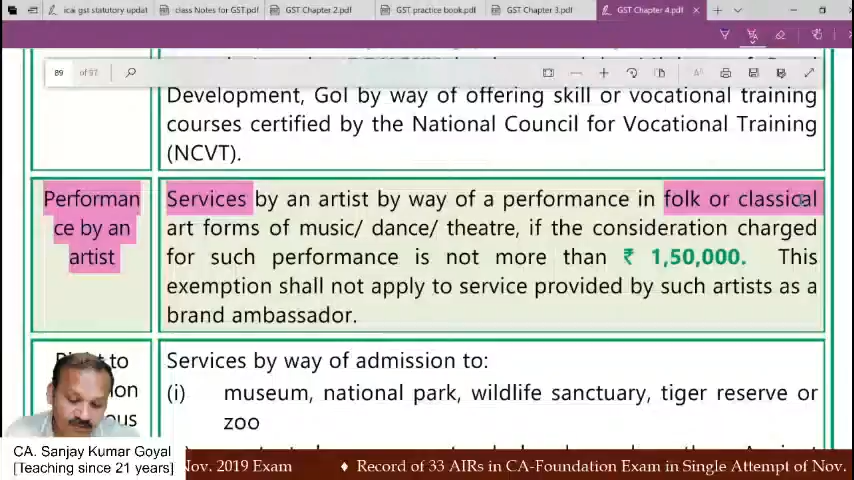 icai gst statutory updat
class Notes for GST.pdf
GST Chapter 2.pdf
GST practice book.pdf
GST Chapter 3.pdf
GST Chapter 4.pdf
89 of 97
Development, GoI by way of offering skill or vocational training
courses certified by the National Council for Vocational Training
(NCVT).
Performan
ce by an
artist
Services by an artist by way of a performance in folk or classical
art forms of music/ dance/ theatre, if the consideration charged
for such performance is not more than ₹ 1,50,000. This
exemption shall not apply to service provided by such artists as a
brand ambassador.
Services by way of admission to:
(i) museum, national park, wildlife sanctuary, tiger reserve or
zoo
CA. Sanjay Kumar Goyal
[Teaching since 21 years]
Nov. 2019 Exam ♦ Record of 33 AIRs in CA-Foundation Exam in Single Attempt of Nov.